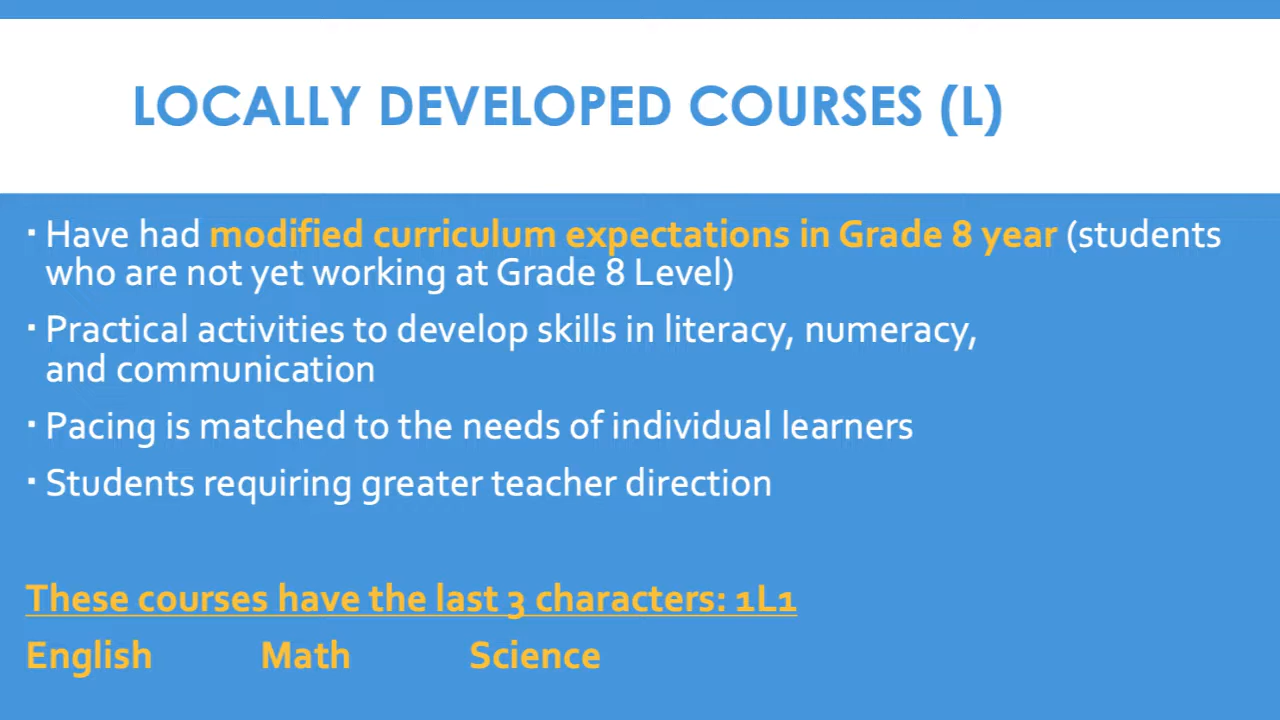 LOCALLY DEVELOPED COURSES (L)
▪ Have had modified curriculum expectations in Grade 8 year (students
who are not yet working at Grade 8 Level)
▪ Practical activities to develop skills in literacy, numeracy,
and communication
▪ Pacing is matched to the needs of individual learners
▪ Students requiring greater teacher direction
These courses have the last 3 characters: 1L1
English Math Science